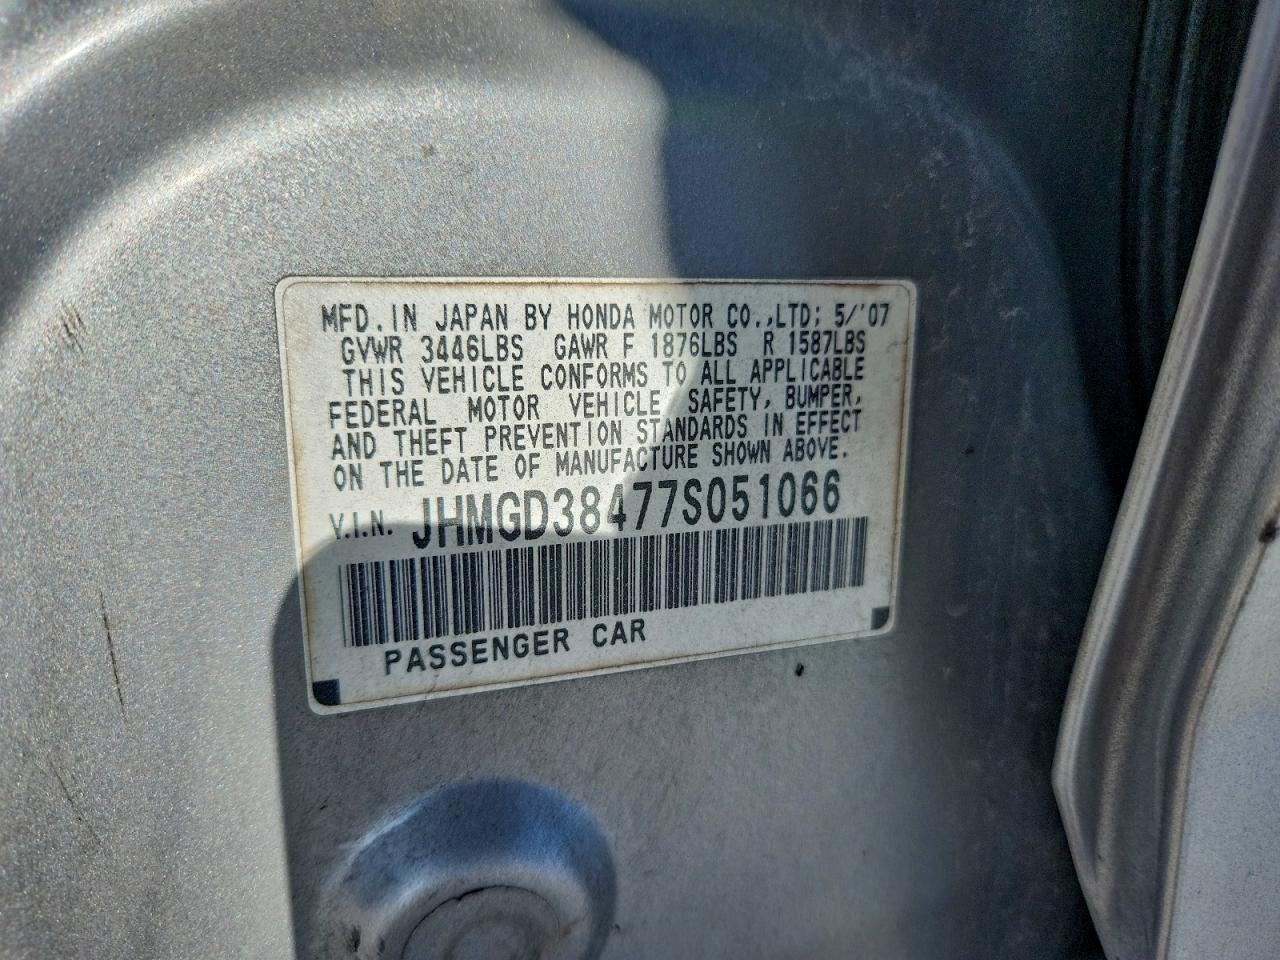 MFD. IN JAPAN BY HONDA MOTOR CO.,LTD; 5/'07
GVWR 3446LBS GAWR F 1876LBS R 1587LBS
THIS VEHICLE CONFORMS TO ALL APPLICABLE
FEDERAL MOTOR VEHICLE SAFETY, BUMPER,
AND THEFT PREVENTION STANDARDS IN EFFECT
ON THE DATE OF MANUFACTURE SHOWN ABOVE.
V.I.N. JHMGD38477S051066
PASSENGER CAR